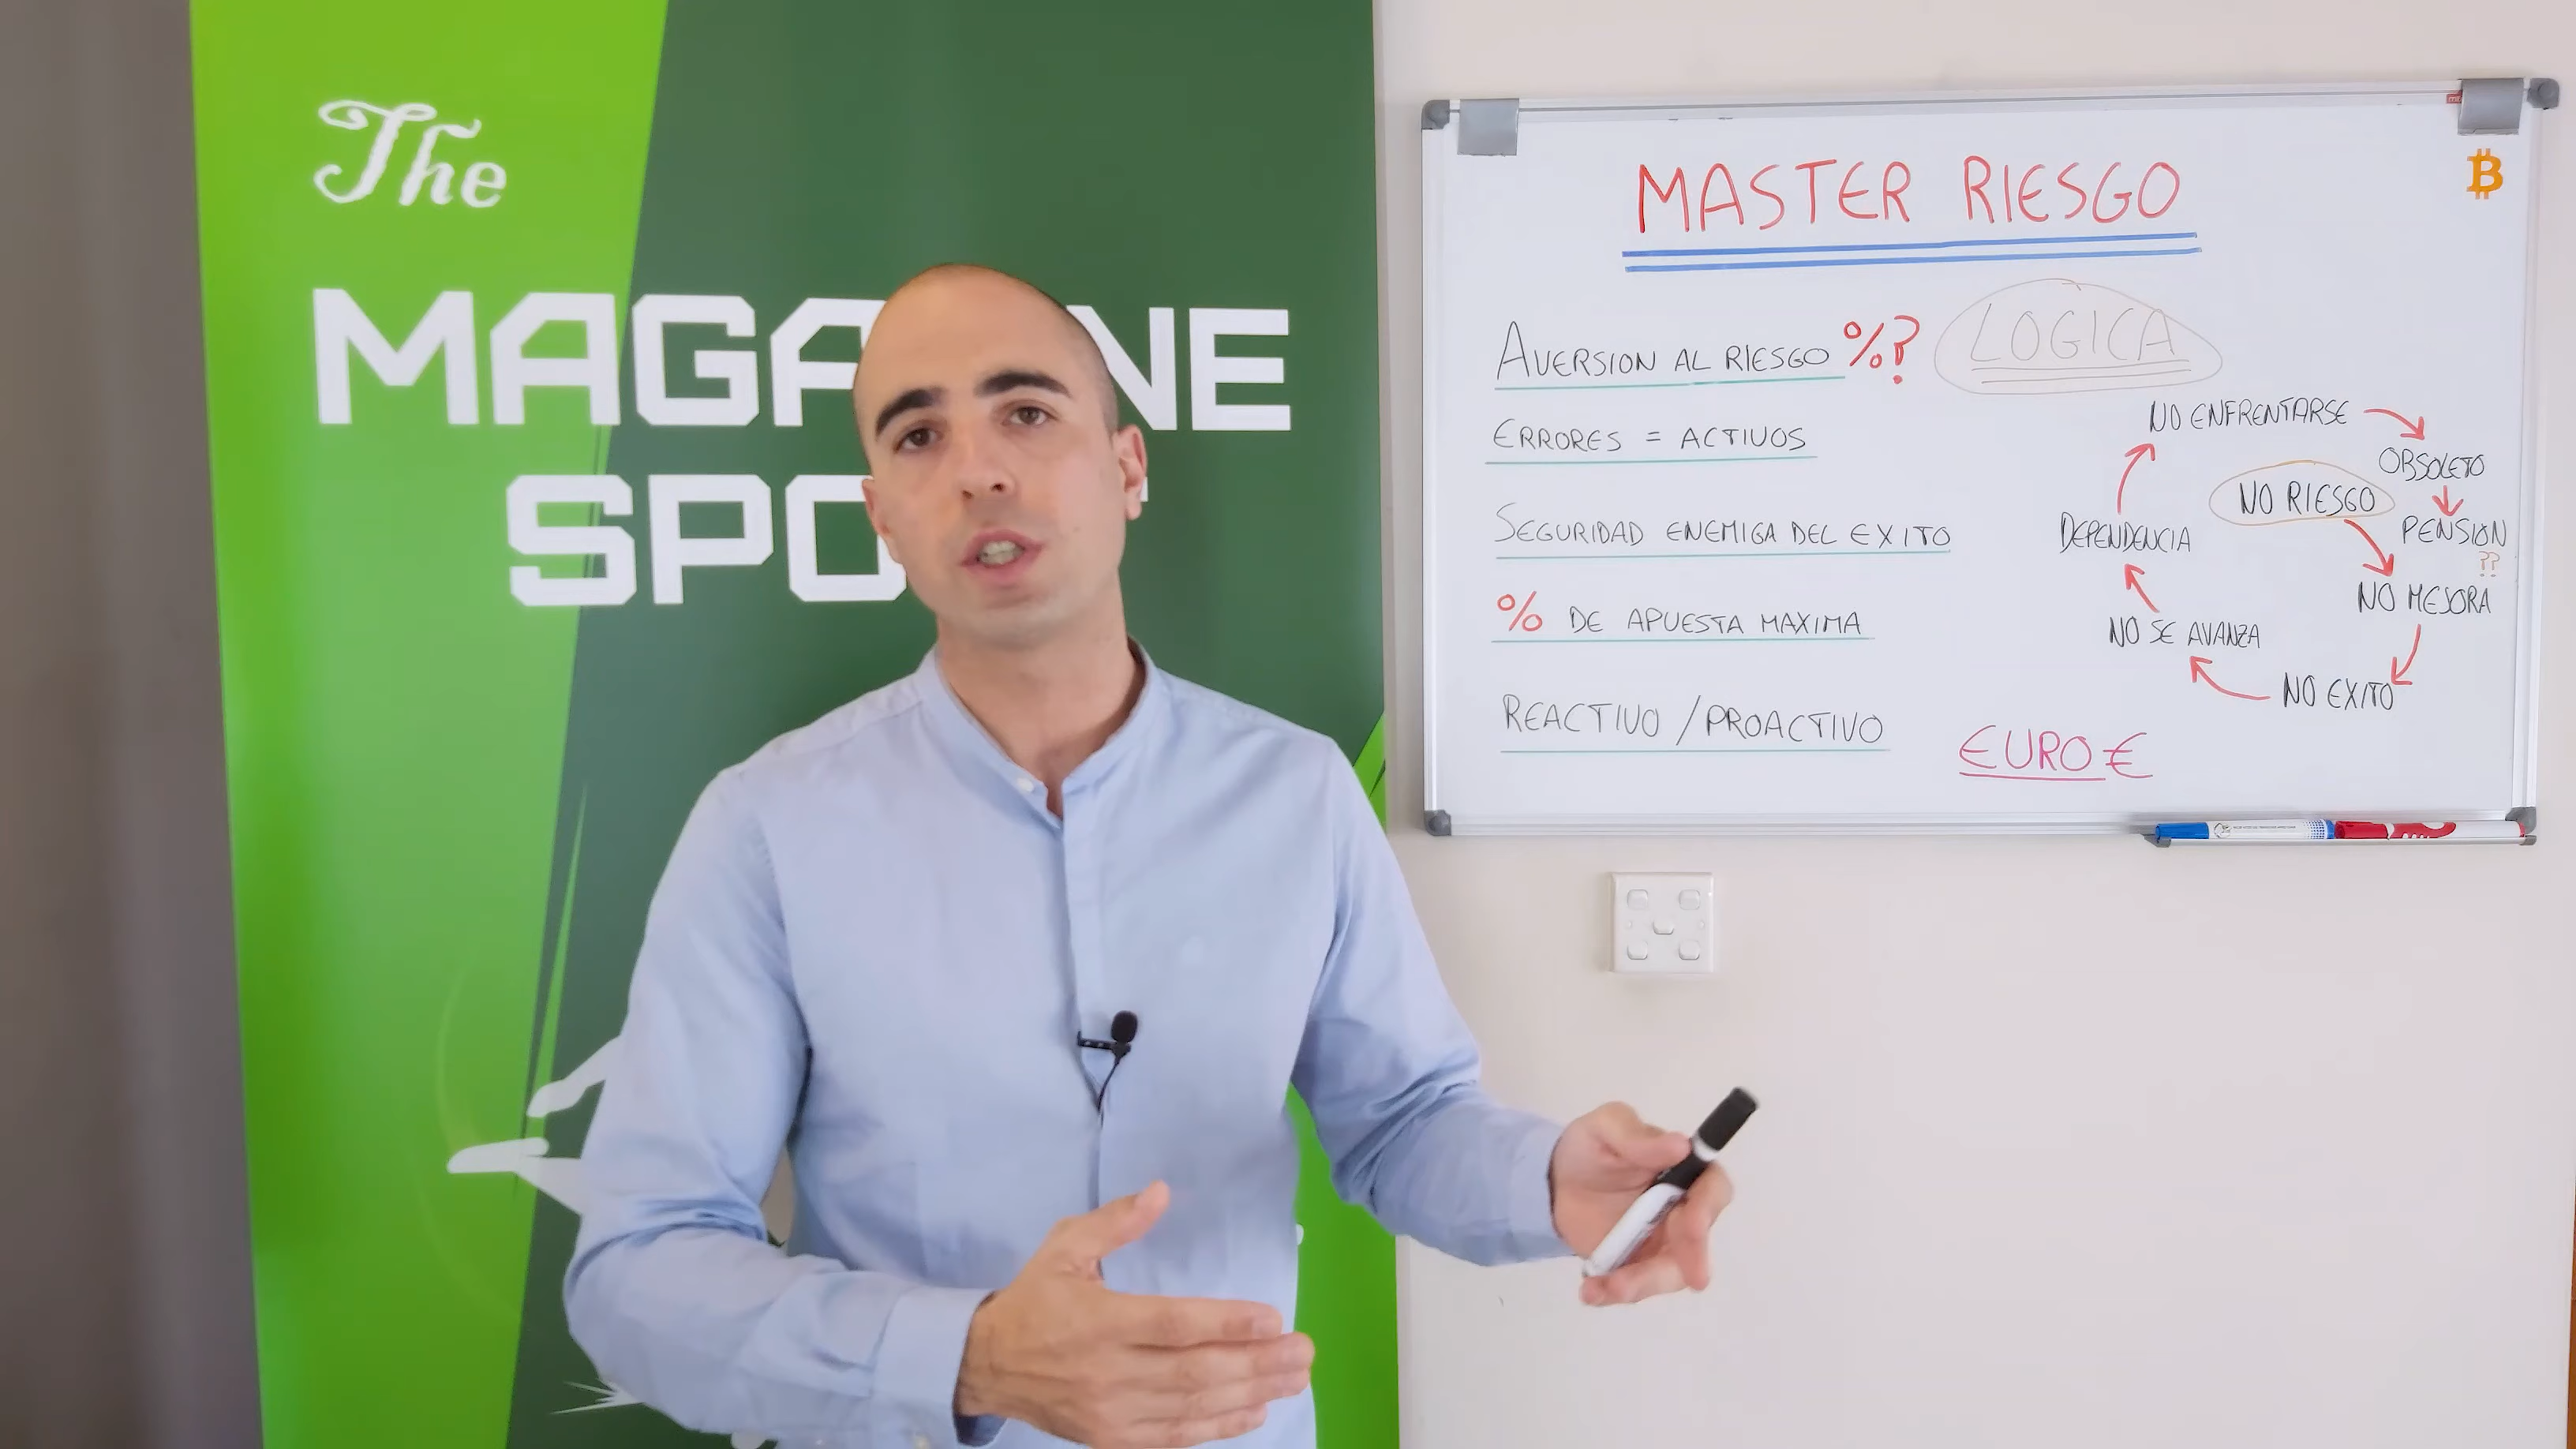 The
MAGA NE
SPO
MASTER RIESGO
₿
AVERSION AL RIESGO %?
LOGICA
ERRORES = ACTIVOS
SEGURIDAD ENEMIGA DEL EXITO
% DE APUESTA MAXIMA
REACTIVO / PROACTIVO
NO ENFRENTARSE
OBSOLETO
NO RIESGO
PENSION
??
DEPENDENCIA
NO MEJORA
NO SE AVANZA
NO EXITO
EURO €